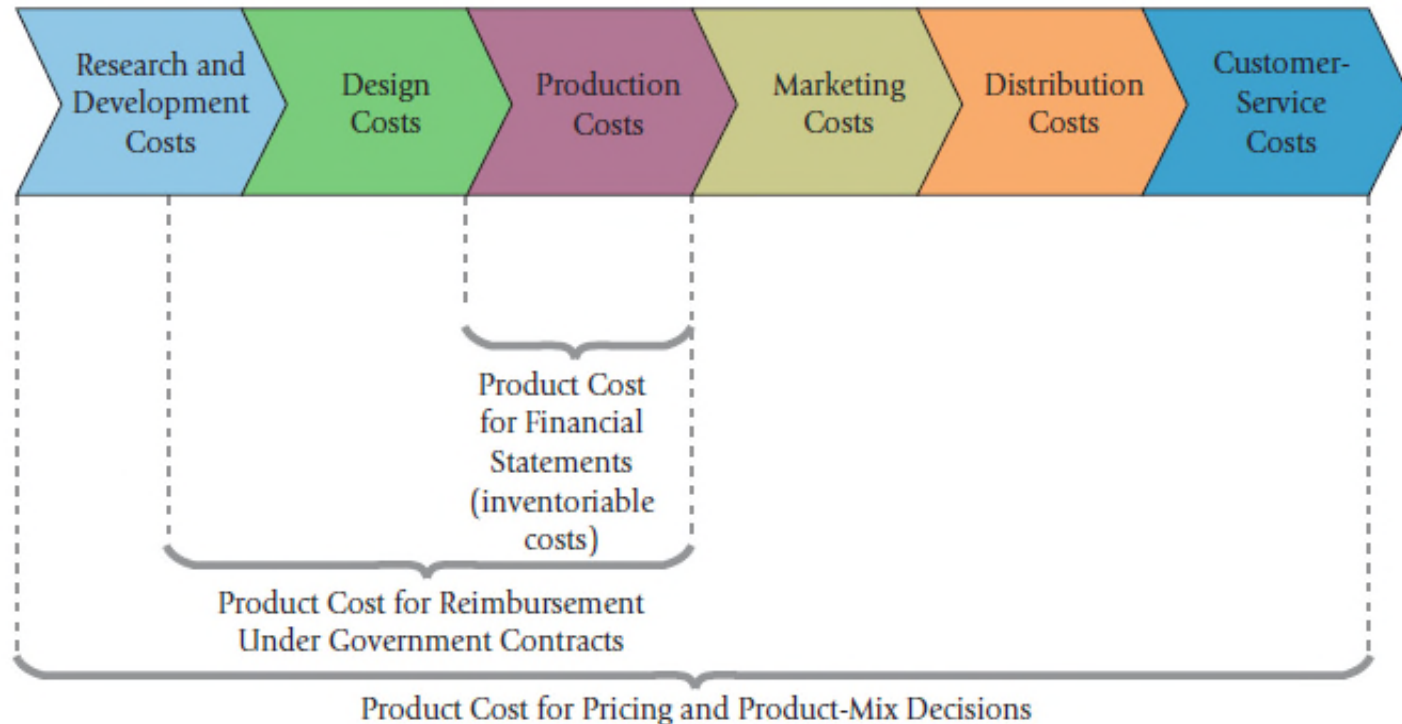 Research and
Development
Costs
Design
Costs
Production
Costs
Marketing
Costs
Distribution
Costs
Customer-
Service
Costs
Product Cost
for Financial
Statements
(inventoriable
costs)
Product Cost for Reimbursement
Under Government Contracts
Product Cost for Pricing and Product-Mix Decisions